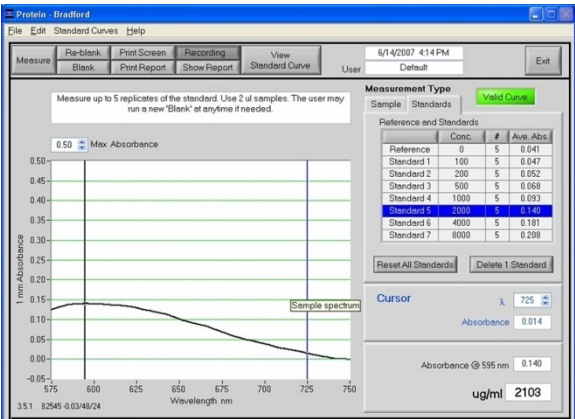 Protein - Bradford
File Edit Standard Curves Help
Measure Re-blank Print Screen Recording View Standard Curve 6/14/2007 4:14 PM Exit
Blank Print Report Show Report User Default
Measure up to 5 replicates of the standard. Use 2 ul samples. The user may
run a new 'Blank' at anytime if needed.
Measurement Type
Sample Standards Valid Curve
Reference and Standards
Conc. # Ave. Abs.
Reference 0 5 0.041
Standard 1 100 5 0.047
Standard 2 200 5 0.052
Standard 3 500 5 0.068
Standard 4 1000 5 0.093
Standard 5 2000 5 0.140
Standard 6 4000 5 0.181
Standard 7 8000 5 0.208
Reset All Standards Delete 1 Standard
0.50 Max Absorbance
1 mm Absorbance
0.50
0.45
0.40
0.35
0.30
0.25
0.20
0.15
0.10
0.05
0.00
-0.05
Sample spectrum
575 600 625 650 675 700 725 750
Wavelength nm
3.5.1 B2545 -0.03/48/24
Cursor λ 725
Absorbance 0.014
Absorbance @ 595 nm 0.140
ug/ml 2103